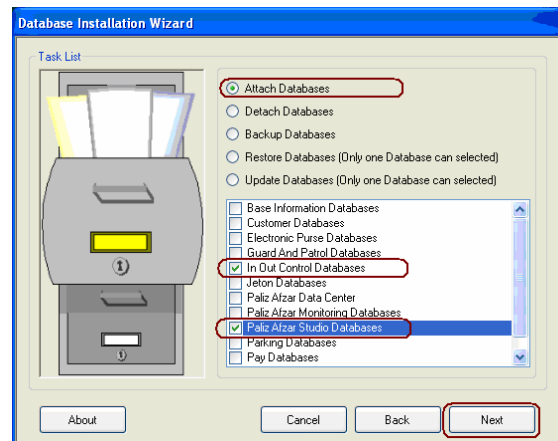 Database Installation Wizard
Task List
Attach Databases
Detach Databases
Backup Databases
Restore Databases (Only one Database can selected)
Update Databases (Only one Database can selected)
Base Information Databases
Customer Databases
Electronic Purse Databases
Guard And Patrol Databases
In Out Control Databases
Jeton Databases
Paliz Afzar Data Center
Paliz Afzar Monitoring Databases
Paliz Afzar Studio Databases
Parking Databases
Pay Databases
About
Cancel
Back
Next